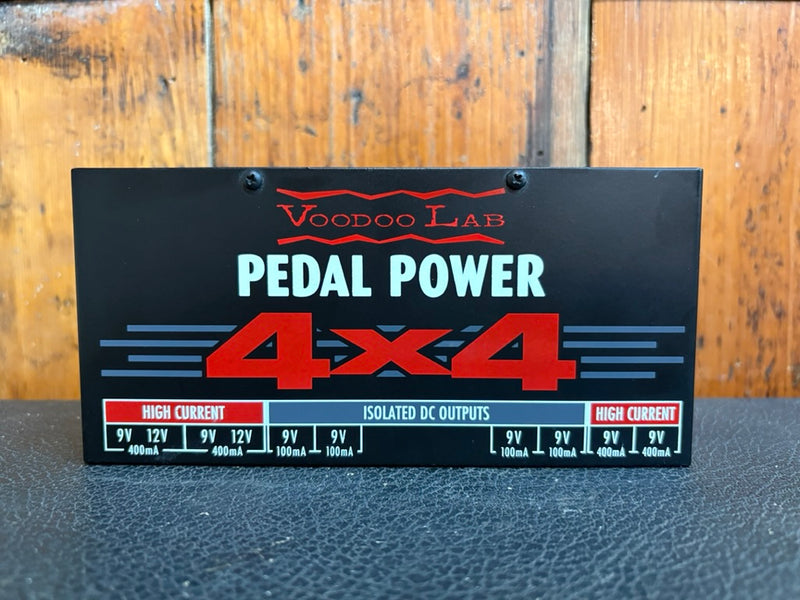 VOODOO LAB
PEDAL POWER
4x4
HIGH CURRENT ISOLATED DC OUTPUTS HIGH CURRENT
9V 12V 9V 12V 9V 9V 9V 9V 9V 9V
400mA 400mA 100mA 100mA 100mA 100mA 400mA 400mA